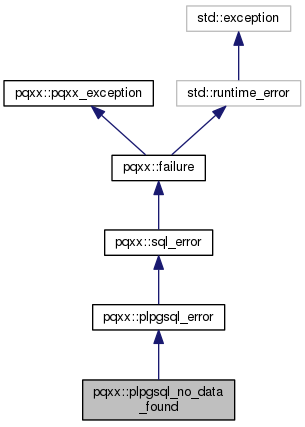 std::exception
pqxx::pqxx_exception
std::runtime_error
pqxx::failure
pqxx::sql_error
pqxx::plpgsql_error
pqxx::plpgsql_no_data
_found